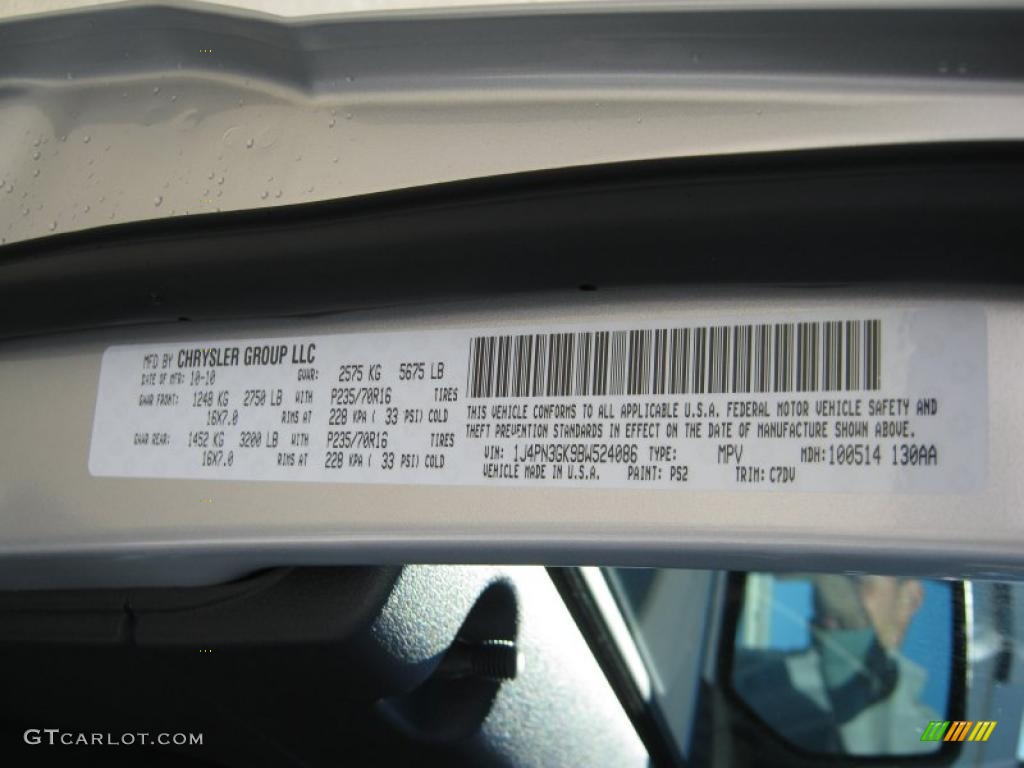 MFD BY CHRYSLER GROUP LLC
DATE OF MFR: 10-10 GVWR: 2575 KG 5675 LB
GAWR FRONT: 1248 KG 2750 LB WITH P235/70R16 TIRES
16X7.0 RIMS AT 228 KPA ( 33 PSI) COLD
GAWR REAR: 1452 KG 3200 LB WITH P235/70R16 TIRES
16X7.0 RIMS AT 228 KPA ( 33 PSI) COLD
THIS VEHICLE CONFORMS TO ALL APPLICABLE U.S.A. FEDERAL MOTOR VEHICLE SAFETY AND
THEFT PREVENTION STANDARDS IN EFFECT ON THE DATE OF MANUFACTURE SHOWN ABOVE.
VIN: 1J4PN3GK9BW524086 TYPE: MPV MDH: 100514 130AA
VEHICLE MADE IN U.S.A. PAINT: PS2 TRIM: C7DV
GTCARLOT.COM